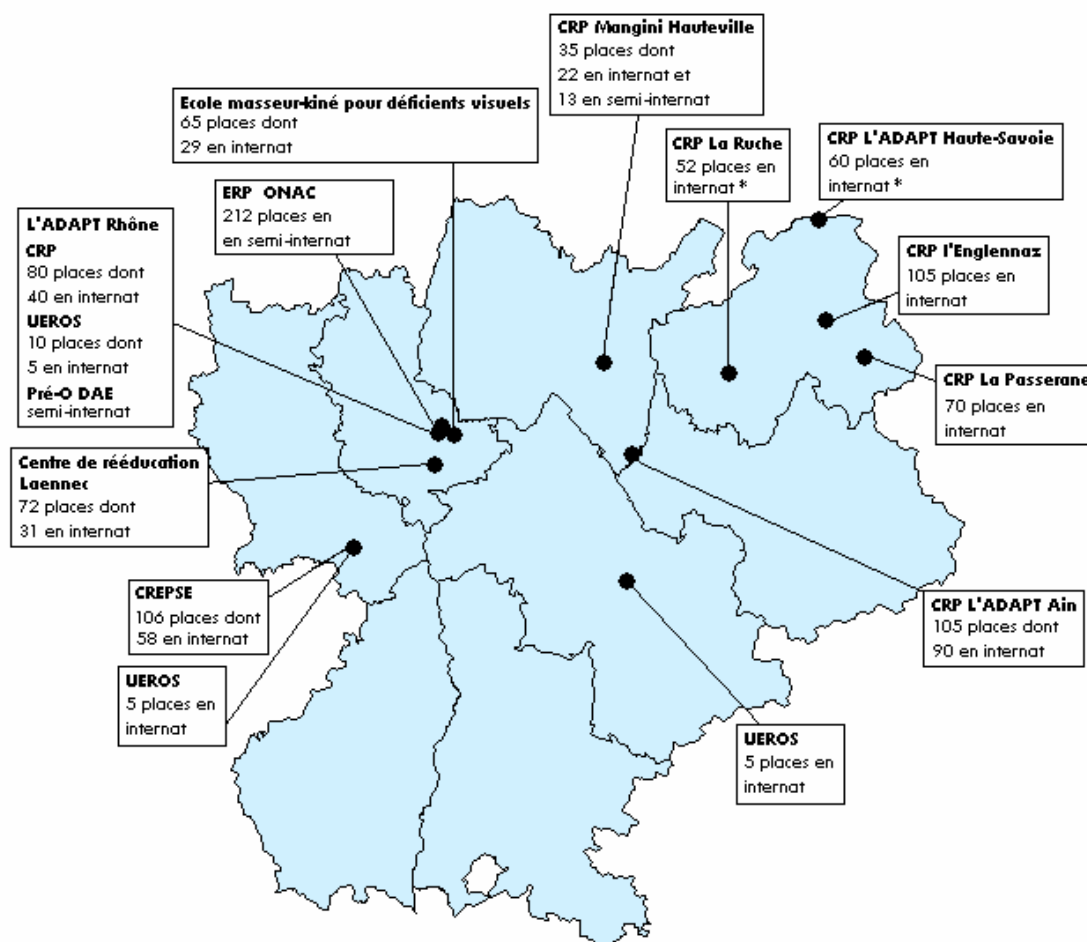 CRP Mangini Hauteville
35 places dont
22 en internat et
13 en semi-internat
Ecole masseur-kiné pour déficients visuels
65 places dont
29 en internat
CRP La Ruche
52 places en
internat *
CRP L'ADAPT Haute-Savoie
60 places en
internat *
ERP ONAC
212 places en
en semi-internat
L'ADAPT Rhône
CRP
80 places dont
40 en internat
UEROS
10 places dont
5 en internat
Pré-O DAE
semi-internat
CRP l'Englennaz
105 places en
internat
CRP La Passerane
70 places en
internat
Centre de rééducation
Laennec
72 places dont
31 en internat
CREPSE
106 places dont
58 en internat
CRP L'ADAPT Ain
105 places dont
90 en internat
UEROS
5 places en
internat
UEROS
5 places en
internat